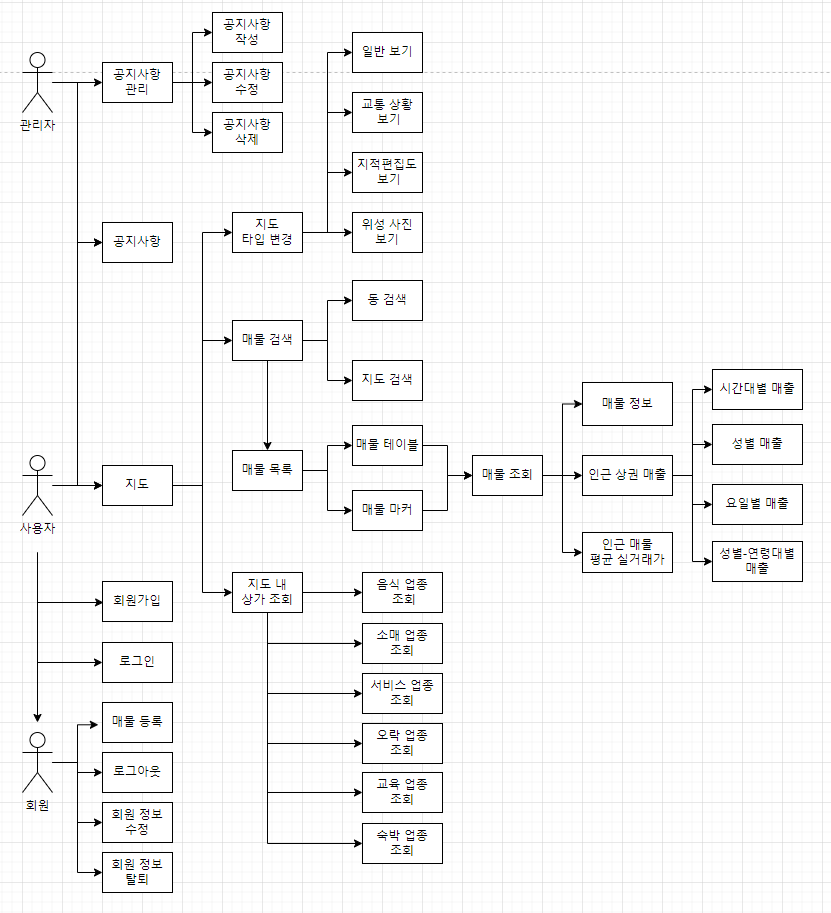 관리자
공지사항
관리
공지사항
작성
공지사항
수정
공지사항
삭제
공지사항
일반 보기
교통 상황
보기
지적편집도
보기
위성 사진
보기
지도
타입 변경
매물 검색
동 검색
지도 검색
매물 목록
매물 테이블
매물 마커
매물 조회
매물 정보
인근 상권 매출
인근 매물
평균 실거래가
시간대별 매출
성별 매출
요일별 매출
성별-연령대별
매출
사용자
지도
지도 내
상가 조회
음식 업종
조회
소매 업종
조회
서비스 업종
조회
오락 업종
조회
교육 업종
조회
숙박 업종
조회
회원가입
로그인
회원
매물 등록
로그아웃
회원 정보
수정
회원 정보
탈퇴